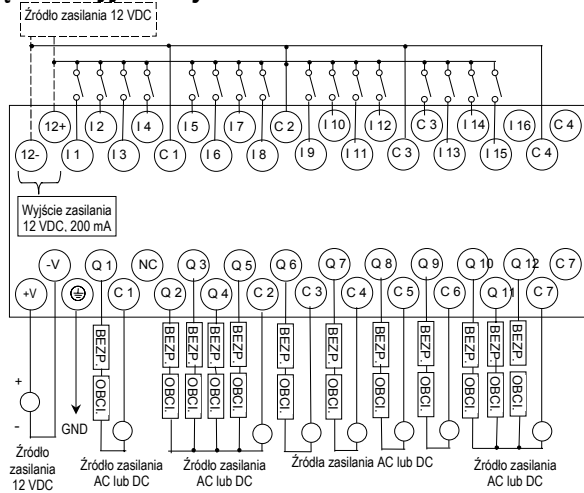 Źródło zasilania 12 VDC
12+ I 2 I 4 I 5 I 7 C 2 I 10 I 12 C 3 I 14 I 16 C 4
12- I 1 I 3 C 1 I 6 I 8 I 9 I 11 C 3 I 13 I 15 C 4
Wyjście zasilania
12 VDC, 200 mA
-V Q 1 NC Q 3 Q 5 Q 6 Q 7 Q 8 Q 9 Q 10 Q 12 C 7
+V C 1 Q 2 Q 4 C 2 C 3 C 4 C 5 C 6 Q 11 C 7
BEZP. BEZP. BEZP. BEZP. BEZP. BEZP. BEZP. BEZP. BEZP. BEZP. BEZP. BEZP.
OBCI. OBCI. OBCI. OBCI. OBCI. OBCI. OBCI. OBCI. OBCI. OBCI. OBCI. OBCI.
+
-
GND
Źródło
zasilania
12 VDC
Źródło zasilania
AC lub DC
Źródło zasilania
AC lub DC
Źródła zasilania AC lub DC
Źródło zasilania
AC lub DC